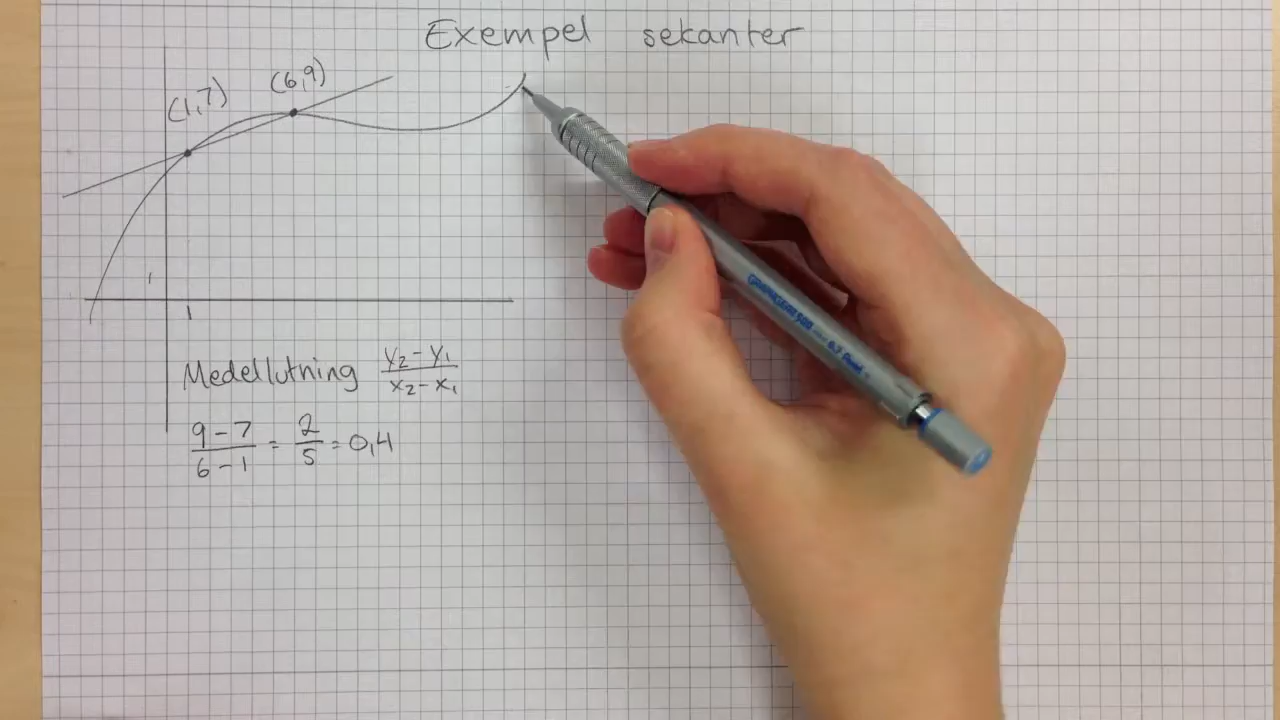 Exempel sekanter
(1,7) (6,9)
1
1
Medellutning y₂-y₁/x₂-x₁
9-7/6-1 = 2/5 = 0,4